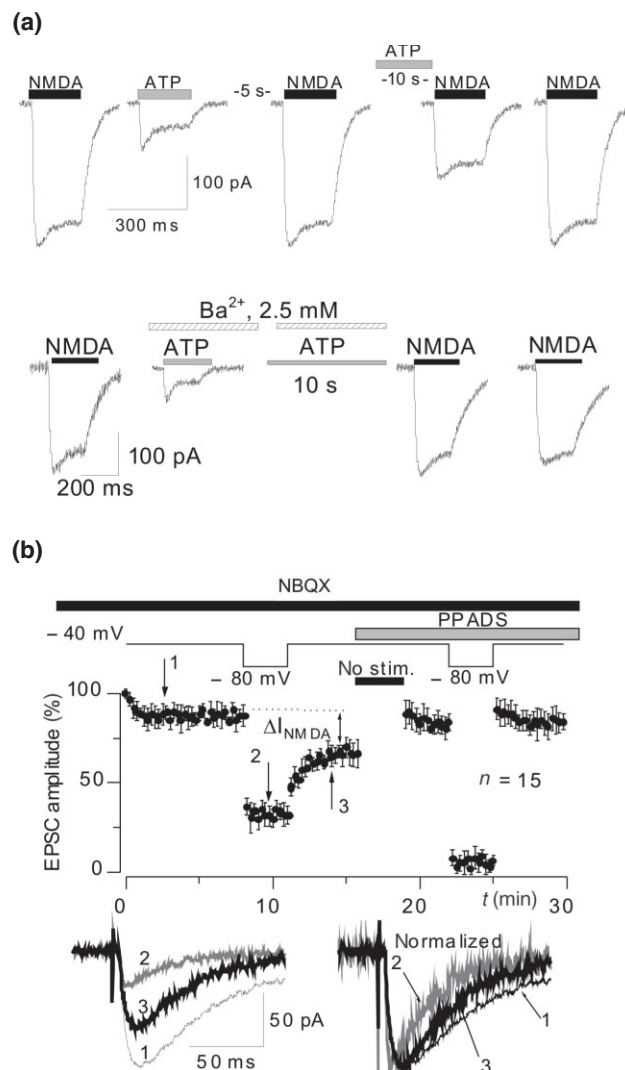 (a)
ATP
NMDA ATP -5 s- NMDA -10 s- NMDA NMDA
100 pA
300 ms
Ba²⁺, 2.5 mM
NMDA ATP ATP NMDA NMDA
10 s
100 pA
200 ms
(b)
NBQX
PPADS
– 40 mV
1
– 80 mV No stim. – 80 mV
100
ΔI NMDA
2
50
n = 15
3
EPSC amplitude (%)
0
t (min)
0 10 20 30
Normalized
2 2
3 1
1 50 pA
3
50 ms